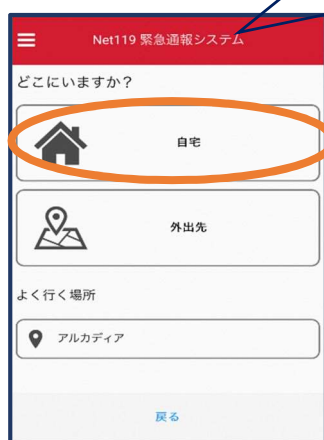 Net119 緊急通報システム
どこにいますか？
自宅
外出先
よく行く場所
アルカディア
戻る